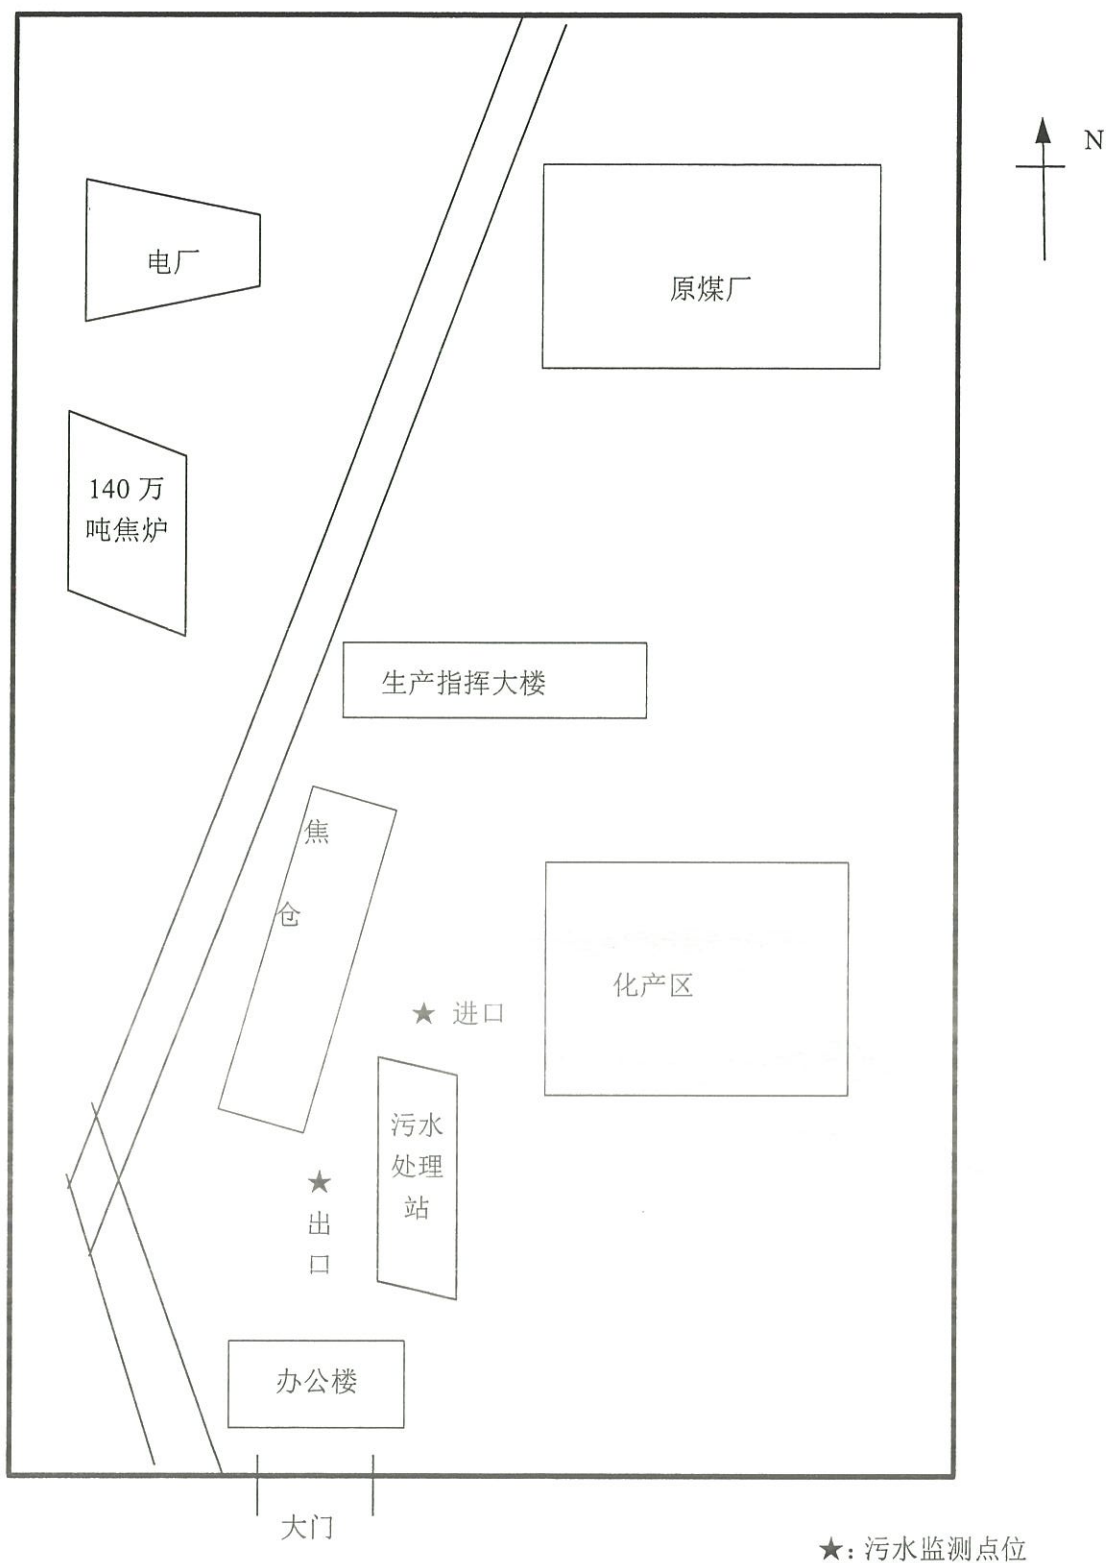 N
电厂
原煤厂
140 万
吨焦炉
生产指挥大楼
焦
仓
化产区
★ 进口
污水
处理
站
★
出
口
办公楼
大门
★: 污水监测点位